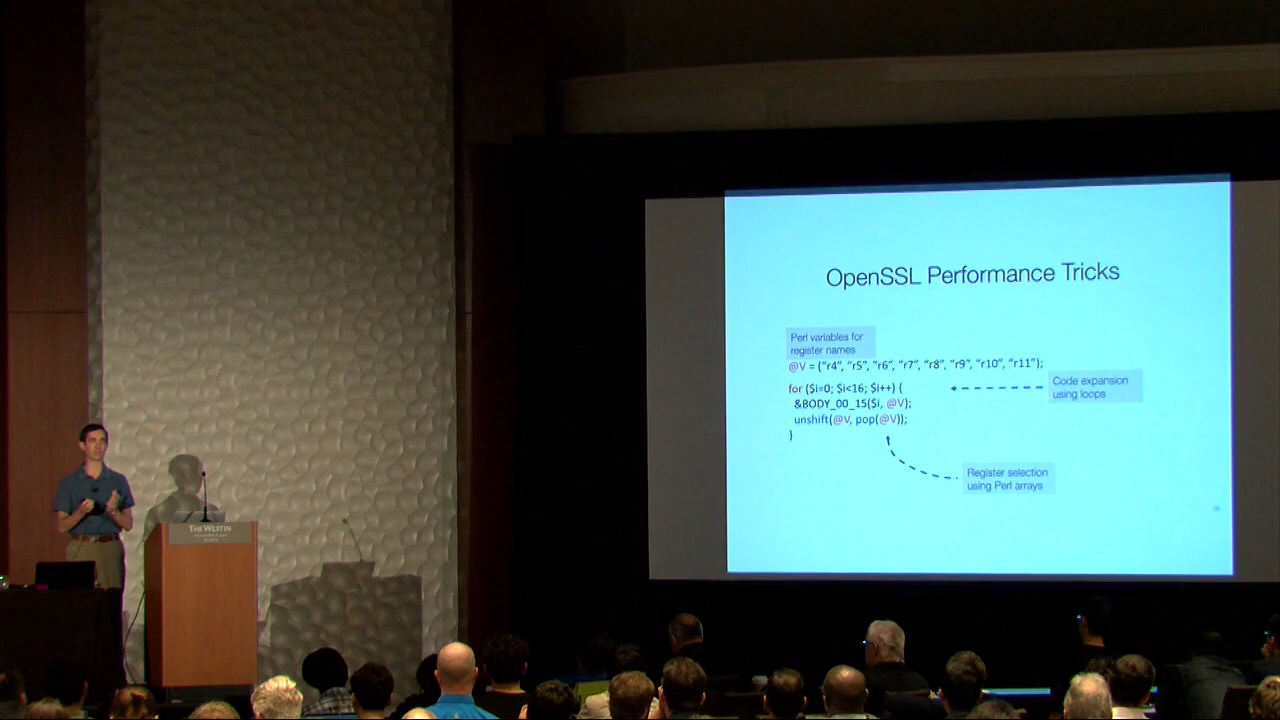 OpenSSL Performance Tricks
Perl variables for
register names
@V = ("r4", "r5", "r6", "r7", "r8", "r9", "r10", "r11");
for ($i=0; $i<16; $i++) {
&BODY_00_15($i, @V);
unshift(@V, pop(@V));
}
Code expansion
using loops
Register selection
using Perl arrays
THE WESTIN